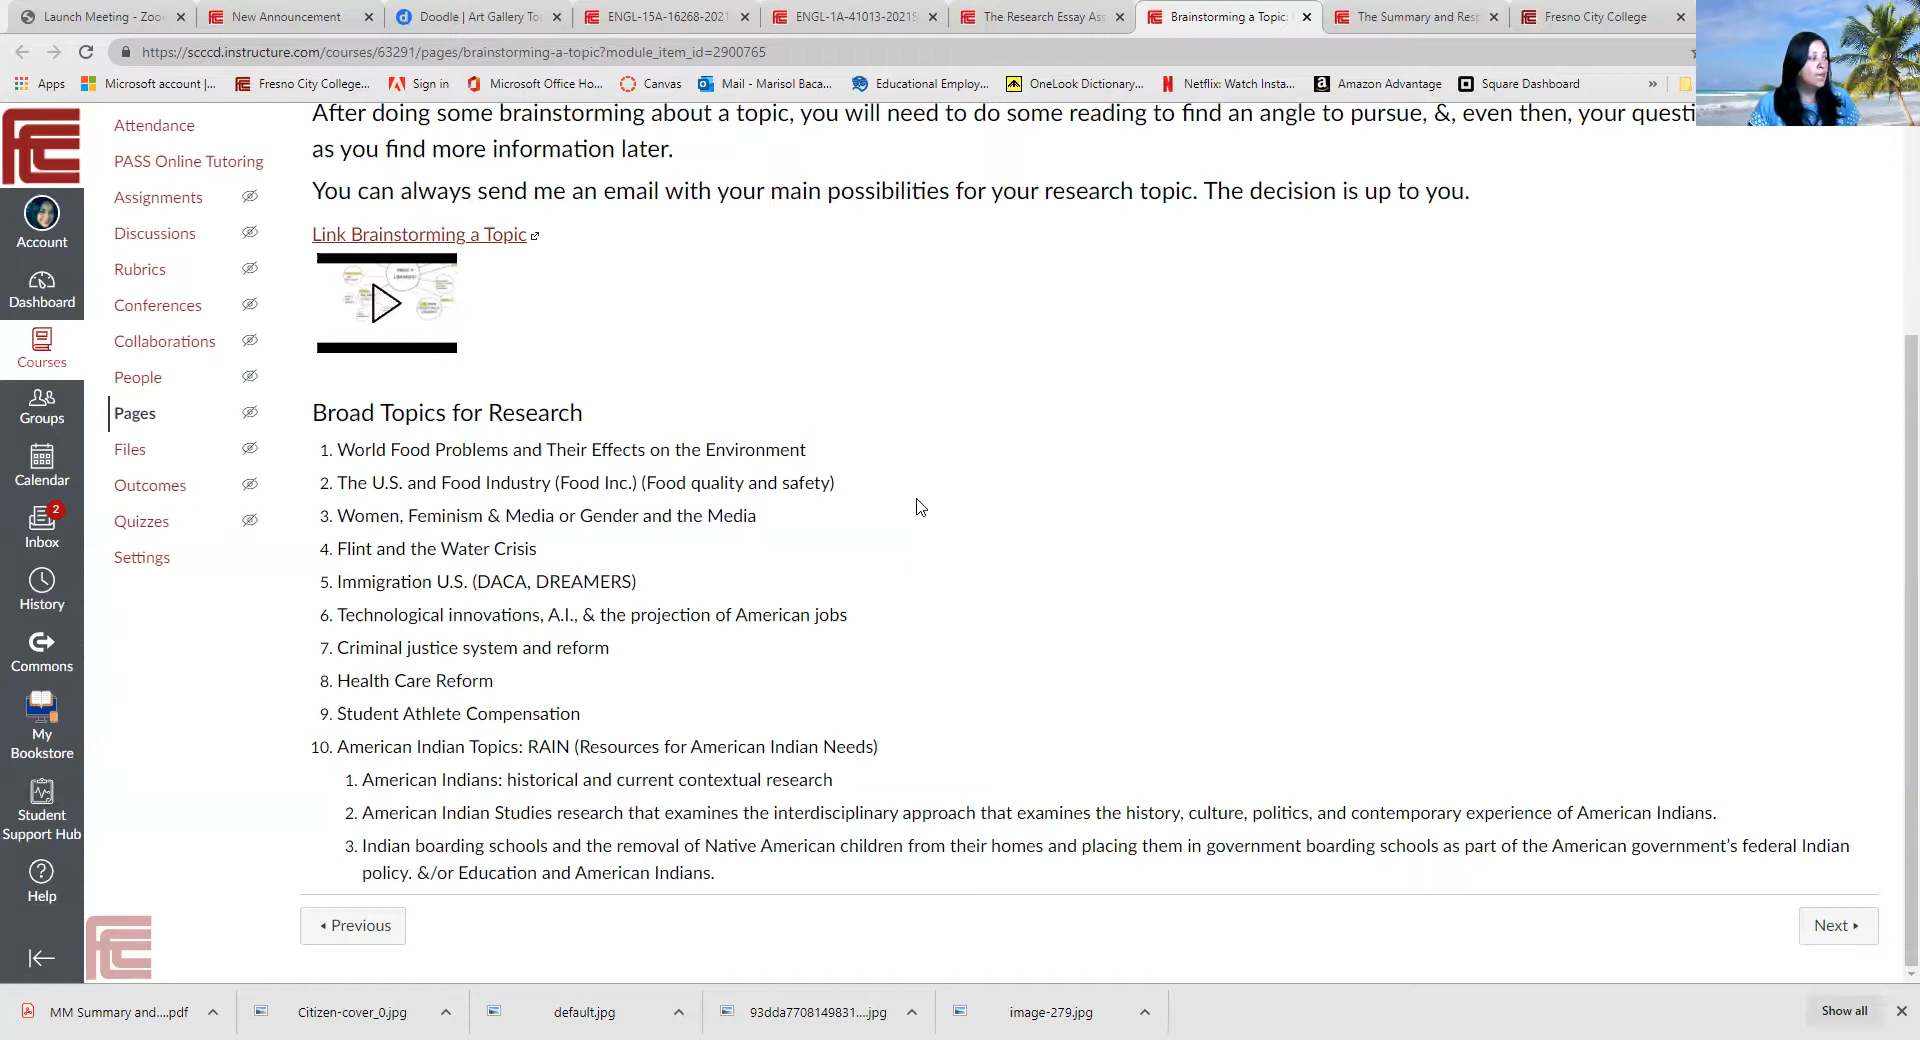 Launch Meeting - Zoo
New Announcement
Doodle | Art Gallery To
ENGL-15A-16268-2021
ENGL-1A-41013-2021S
The Research Essay Ass
Brainstorming a Topic:
The Summary and Resp
Fresno City College
https://scccd.instructure.com/courses/63291/pages/brainstorming-a-topic?module_item_id=2900765
Apps
Microsoft account |...
Fresno City College...
Sign in
Microsoft Office Ho...
Canvas
Mail - Marisol Baca...
Educational Employ...
OneLook Dictionary...
Netflix: Watch Insta...
Amazon Advantage
Square Dashboard
»
After doing some brainstorming about a topic, you will need to do some reading to find an angle to pursue, &, even then, your questi
as you find more information later.
You can always send me an email with your main possibilities for your research topic. The decision is up to you.
Link Brainstorming a Topic
Account
Dashboard
Courses
Groups
Calendar
2
Inbox
History
Commons
My
Bookstore
Student
Support Hub
Help
Attendance
PASS Online Tutoring
Assignments
Discussions
Rubrics
Conferences
Collaborations
People
Pages
Files
Outcomes
Quizzes
Settings
Broad Topics for Research
1. World Food Problems and Their Effects on the Environment
2. The U.S. and Food Industry (Food Inc.) (Food quality and safety)
3. Women, Feminism & Media or Gender and the Media
4. Flint and the Water Crisis
5. Immigration U.S. (DACA, DREAMERS)
6. Technological innovations, A.I., & the projection of American jobs
7. Criminal justice system and reform
8. Health Care Reform
9. Student Athlete Compensation
10. American Indian Topics: RAIN (Resources for American Indian Needs)
1. American Indians: historical and current contextual research
2. American Indian Studies research that examines the interdisciplinary approach that examines the history, culture, politics, and contemporary experience of American Indians.
3. Indian boarding schools and the removal of Native American children from their homes and placing them in government boarding schools as part of the American government's federal Indian
policy. &/or Education and American Indians.
Previous
Next
MM Summary and....pdf
Citizen-cover_0.jpg
default.jpg
93dda7708149831....jpg
image-279.jpg
Show all